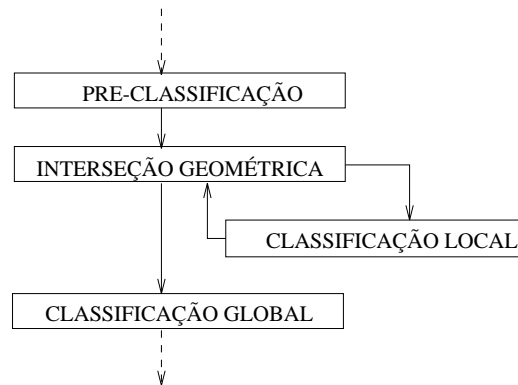 PRE-CLASSIFICAÇÃO
INTERSEÇÃO GEOMÉTRICA
CLASSIFICAÇÃO LOCAL
CLASSIFICAÇÃO GLOBAL